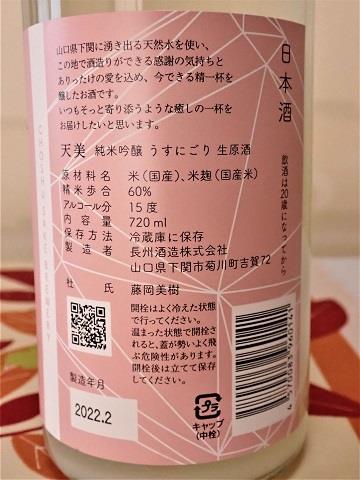 山口県下関に湧き出る天然水を使い、
この地で酒造りができる感謝の気持ちと
ありったけの愛を込め、今できる精一杯を
醸したお酒です。
いつもそっと寄り添うような癒しの一杯を
お届けしたいと思います。
天美 純米吟醸 うすにごり 生原酒
原材料名 米(国産)、米麹(国産米)
精米歩合 60%
アルコール分 15度
内容量 720ml
保存方法 冷蔵庫に保存
製造者 長州酒造株式会社
山口県下関市菊川町古賀72
杜氏 藤岡美樹
開栓はよく冷えた状態
で行ってください。
温まった状態で開栓す
ると、蓋が勢いよく飛
ぶ危険性があります。
開栓後は立てて保存し
てください。
製造年月
2022.2
日本酒
飲酒は20歳になってから
プラ
キャップ
(中栓)
CHOSHU SAKE BREWERY